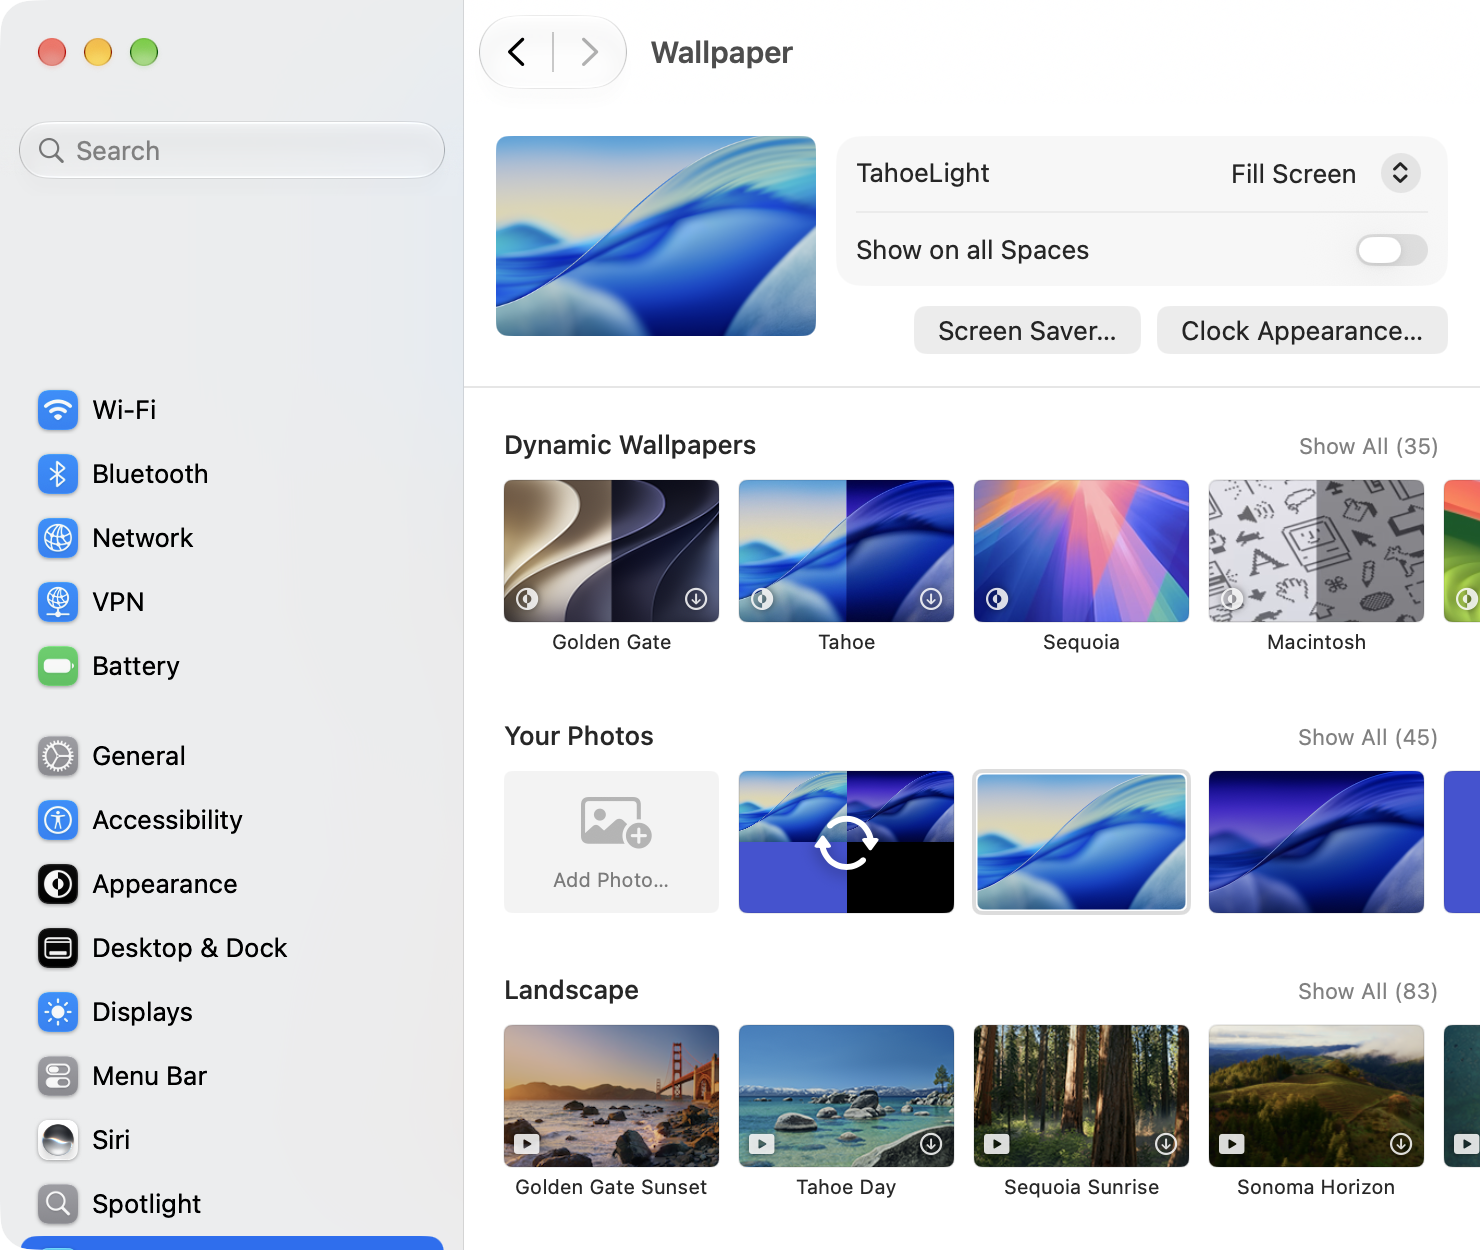 Wallpaper
Search
TahoeLight
Fill Screen
Show on all Spaces
Screen Saver...
Clock Appearance...
Wi-Fi
Bluetooth
Network
VPN
Battery
General
Accessibility
Appearance
Desktop & Dock
Displays
Menu Bar
Siri
Spotlight
Dynamic Wallpapers
Show All (35)
Golden Gate
Tahoe
Sequoia
Macintosh
Your Photos
Show All (45)
Add Photo...
Landscape
Show All (83)
Golden Gate Sunset
Tahoe Day
Sequoia Sunrise
Sonoma Horizon